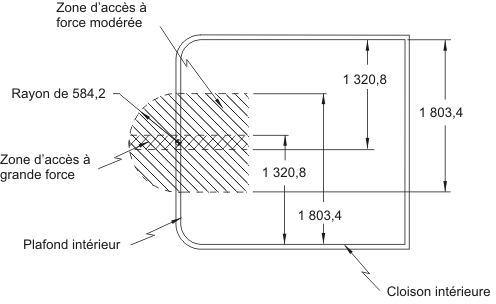 Zone d'accès à
force modérée
Rayon de 584,2
Zone d'accès à
grande force
Plafond intérieur
1 320,8
1 803,4
1 320,8
1 803,4
Cloison intérieure